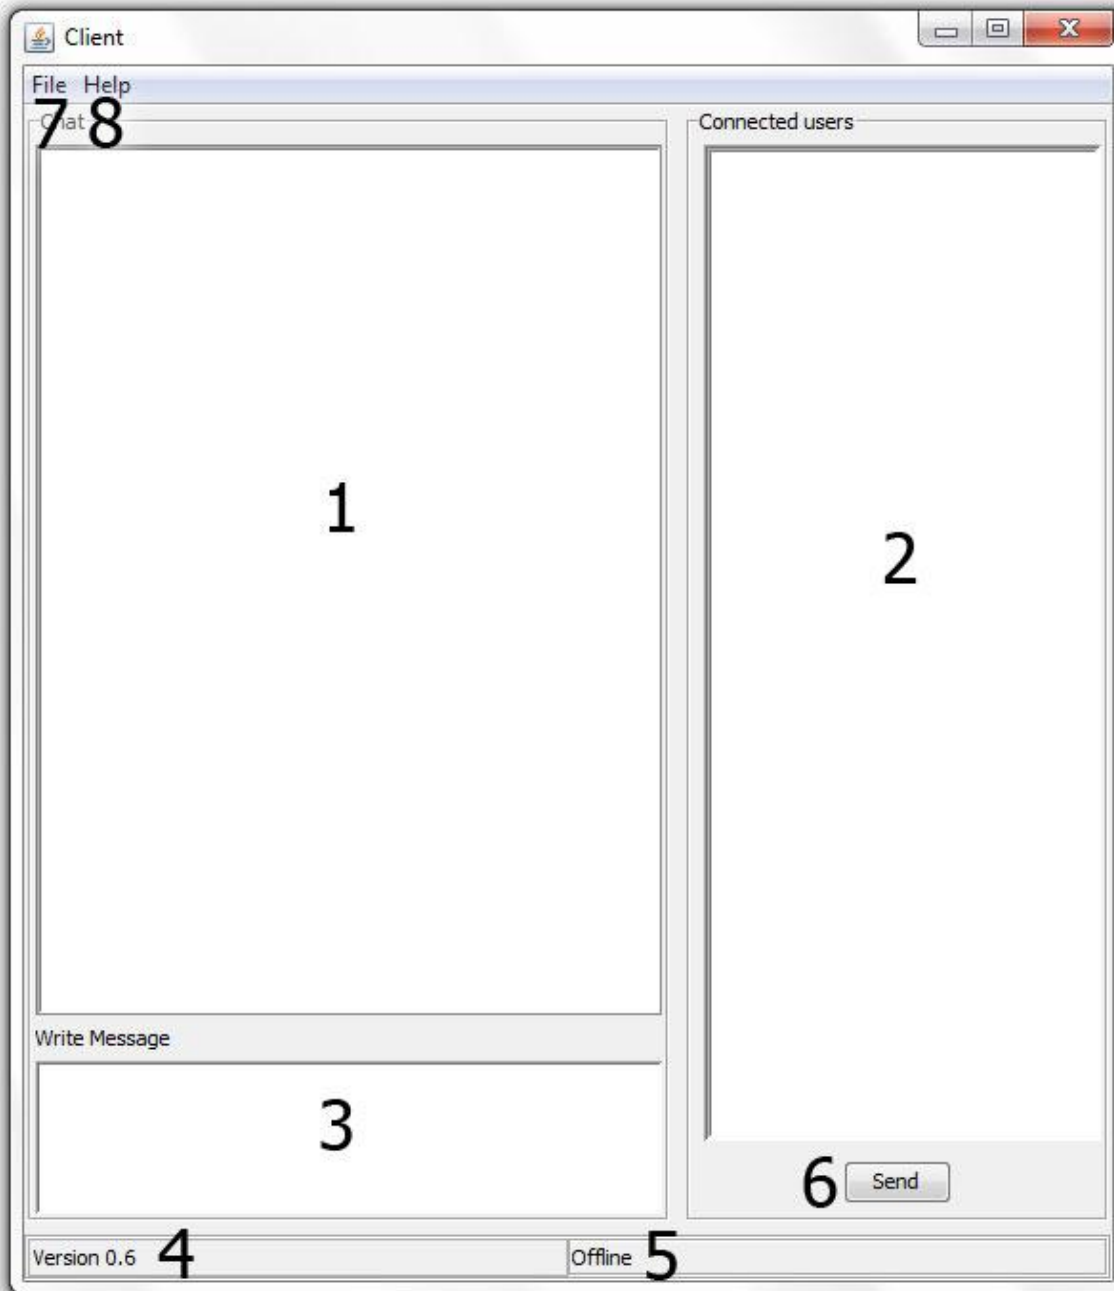 Client
X
File Help
7 8
Chat
Connected users
1
2
Write Message
3
6 Send
Version 0.6 4
Offline 5